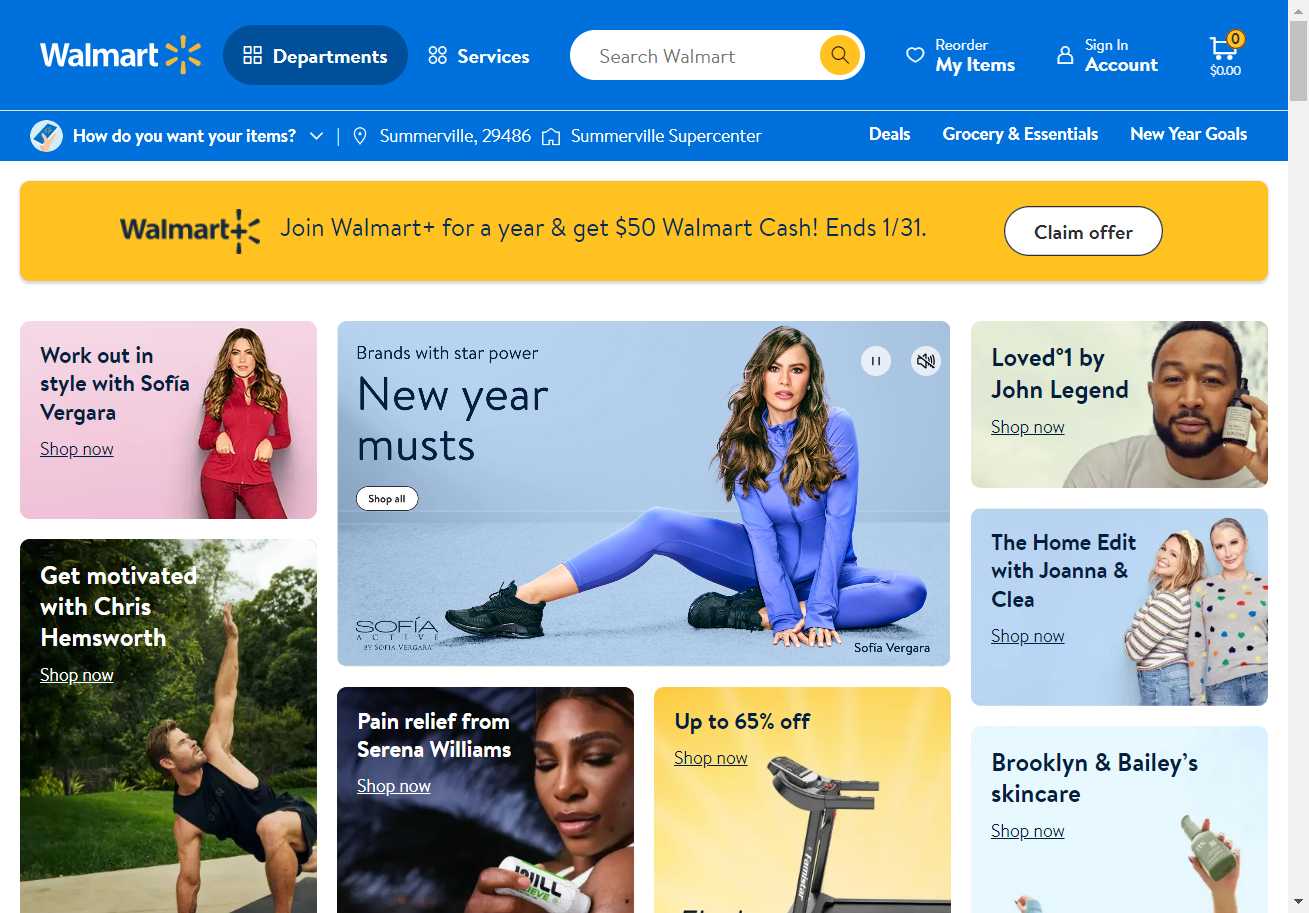 Walmart
Departments
Services
Search Walmart
Reorder
My Items
Sign In
Account
0
$0.00
How do you want your items?
Summerville, 29486
Summerville Supercenter
Deals
Grocery & Essentials
New Year Goals
Walmart+
Join Walmart+ for a year & get $50 Walmart Cash! Ends 1/31.
Claim offer
Work out in
style with Sofía
Vergara
Shop now
Get motivated
with Chris
Hemsworth
Shop now
Brands with star power
New year
musts
Shop all
SOFÍA
ACTIVE
BY SOFIA VERGARA
Sofía Vergara
Pain relief from
Serena Williams
Shop now
WILL
Up to 65% off
Shop now
Famistar
Loved°1 by
John Legend
Shop now
The Home Edit
with Joanna &
Clea
Shop now
Brooklyn & Bailey’s
skincare
Shop now